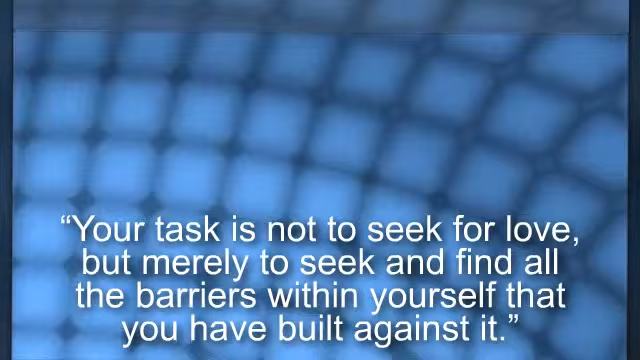 “Your task is not to seek for love,
but merely to seek and find all
the barriers within yourself that
you have built against it.”